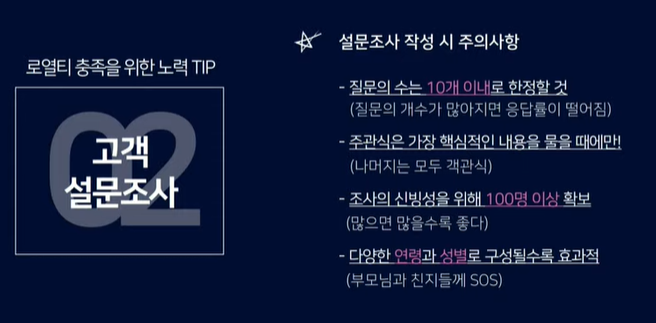 로열티 충족을 위한 노력 TIP
02
고객
설문조사
설문조사 작성 시 주의사항
- 질문의 수는 10개 이내로 한정할 것
(질문의 개수가 많아지면 응답률이 떨어짐)
- 주관식은 가장 핵심적인 내용을 물을 때에만!
(나머지는 모두 객관식)
- 조사의 신빙성을 위해 100명 이상 확보
(많으면 많을수록 좋다)
- 다양한 연령과 성별로 구성될수록 효과적
(부모님과 친지들께 SOS)